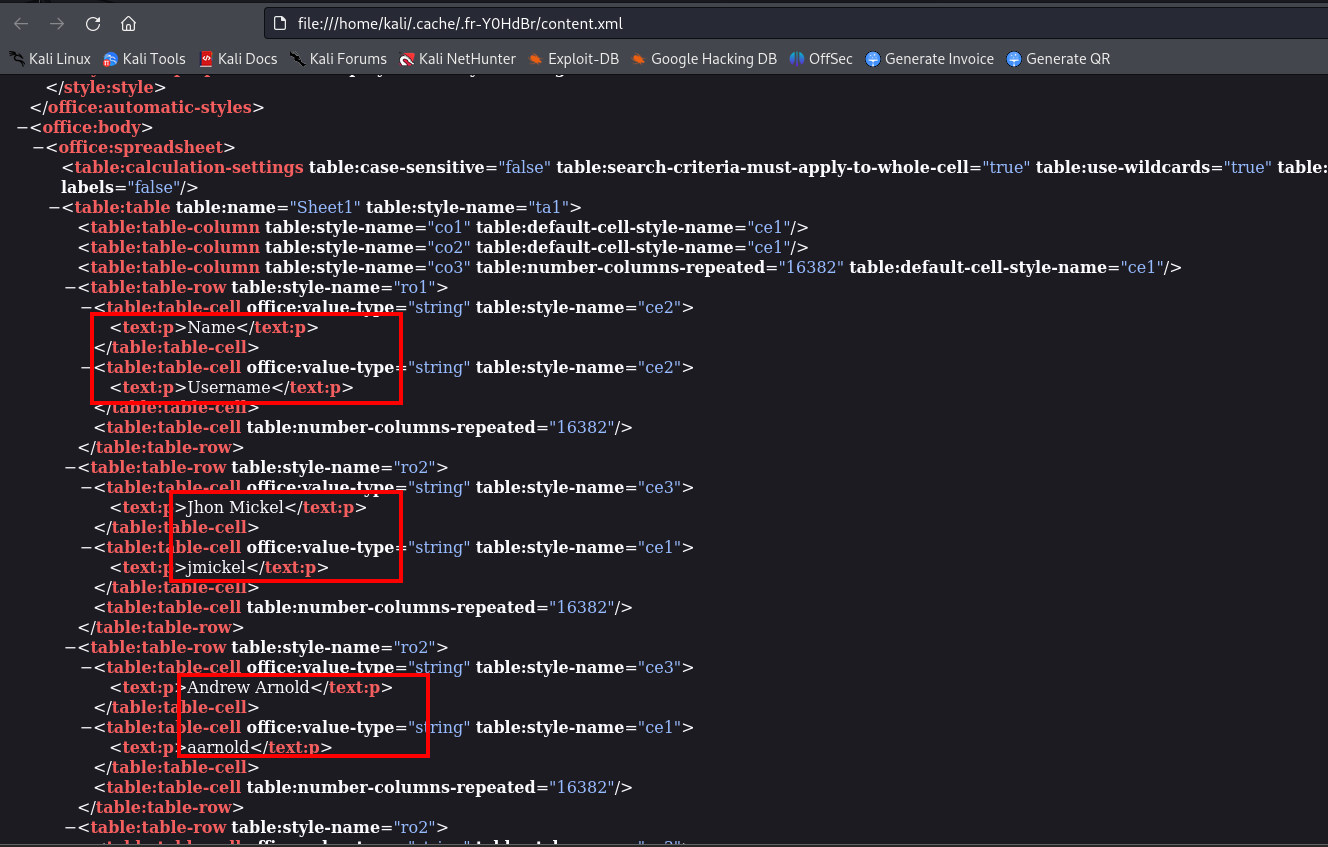 file:///home/kali/.cache/.fr-Y0HdBr/content.xml
Kali Linux Kali Tools Kali Docs Kali Forums Kali NetHunter Exploit-DB Google Hacking DB OffSec Generate Invoice Generate QR
</style:style>
</office:automatic-styles>
−<office:body>
−<office:spreadsheet>
<table:calculation-settings table:case-sensitive="false" table:search-criteria-must-apply-to-whole-cell="true" table:use-wildcards="true" table:
labels="false"/>
−<table:table table:name="Sheet1" table:style-name="ta1">
<table:table-column table:style-name="co1" table:default-cell-style-name="ce1"/>
<table:table-column table:style-name="co2" table:default-cell-style-name="ce1"/>
<table:table-column table:style-name="co3" table:number-columns-repeated="16382" table:default-cell-style-name="ce1"/>
−<table:table-row table:style-name="ro1">
−<table:table-cell office:value-type="string" table:style-name="ce2">
<text:p>Name</text:p>
</table:table-cell>
−<table:table-cell office:value-type="string" table:style-name="ce2">
<text:p>Username</text:p>
</table:table-cell>
<table:table-cell table:number-columns-repeated="16382"/>
</table:table-row>
−<table:table-row table:style-name="ro2">
−<table:table-cell office:value-type="string" table:style-name="ce3">
<text:p>Jhon Mickel</text:p>
</table:table-cell>
−<table:table-cell office:value-type="string" table:style-name="ce1">
<text:p>jmickel</text:p>
</table:table-cell>
<table:table-cell table:number-columns-repeated="16382"/>
</table:table-row>
−<table:table-row table:style-name="ro2">
−<table:table-cell office:value-type="string" table:style-name="ce3">
<text:p>Andrew Arnold</text:p>
</table:table-cell>
−<table:table-cell office:value-type="string" table:style-name="ce1">
<text:p>aarnold</text:p>
</table:table-cell>
<table:table-cell table:number-columns-repeated="16382"/>
</table:table-row>
−<table:table-row table:style-name="ro2">